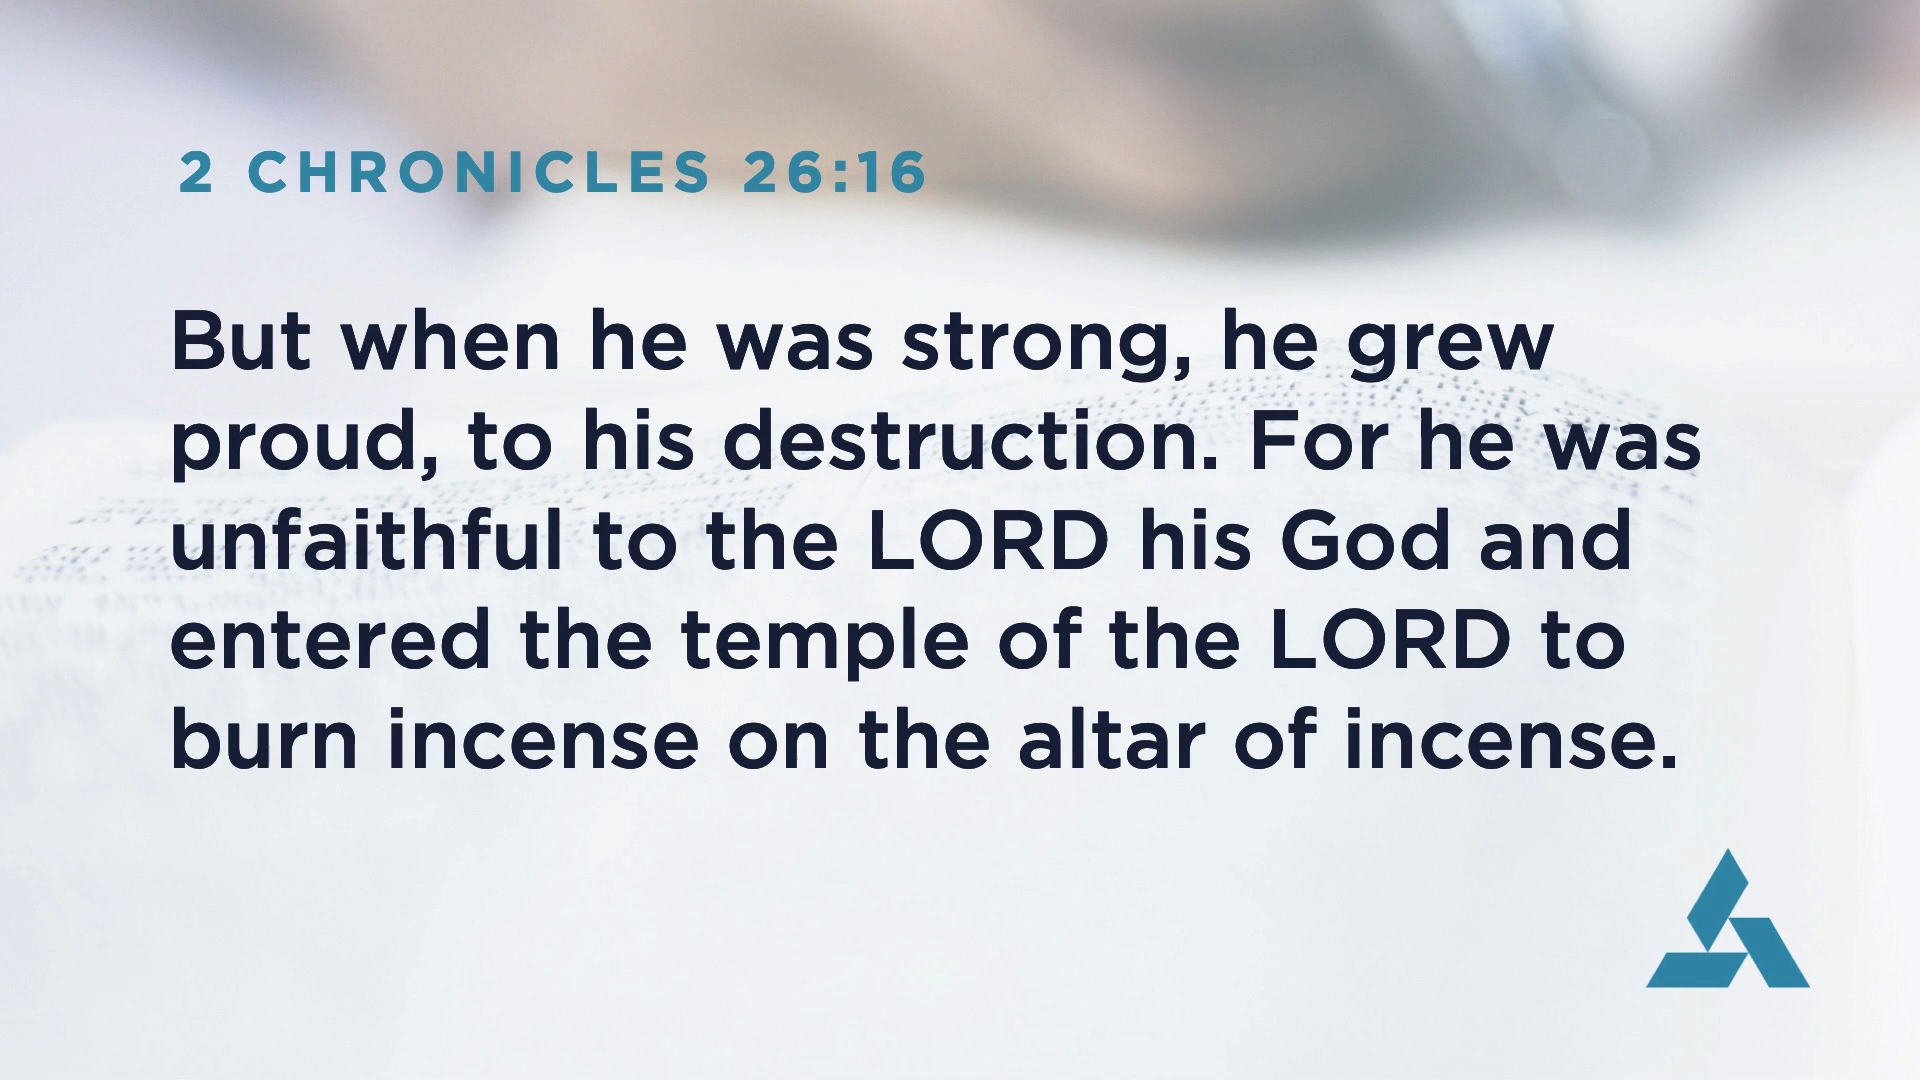 2 CHRONICLES 26:16
But when he was strong, he grew
proud, to his destruction. For he was
unfaithful to the LORD his God and
entered the temple of the LORD to
burn incense on the altar of incense.